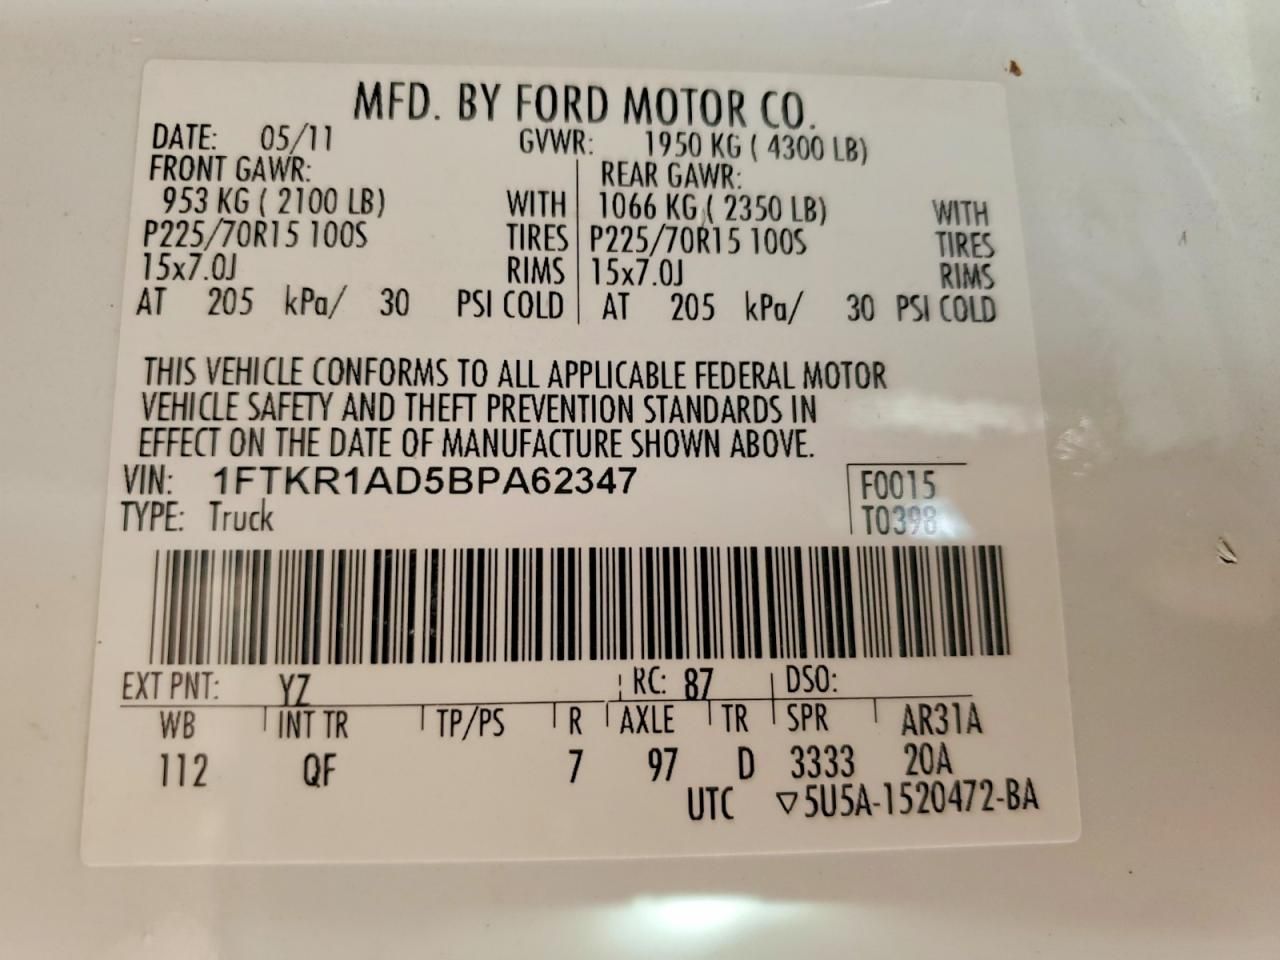 MFD. BY FORD MOTOR CO.
DATE: 05/11 GVWR: 1950 KG ( 4300 LB)
FRONT GAWR: REAR GAWR:
953 KG ( 2100 LB) WITH 1066 KG ( 2350 LB) WITH
P225/70R15 100S TIRES P225/70R15 100S TIRES
15x7.0J RIMS 15x7.0J RIMS
AT 205 kPa/ 30 PSI COLD AT 205 kPa/ 30 PSI COLD
THIS VEHICLE CONFORMS TO ALL APPLICABLE FEDERAL MOTOR
VEHICLE SAFETY AND THEFT PREVENTION STANDARDS IN
EFFECT ON THE DATE OF MANUFACTURE SHOWN ABOVE.
VIN: 1FTKR1AD5BPA62347 F0015
TYPE: Truck T0398
EXT PNT: YZ RC: 87 DSO:
WB INT TR TP/PS R AXLE TR SPR AR31A
112 QF 7 97 D 3333 20A
UTC ▽5U5A-1520472-BA